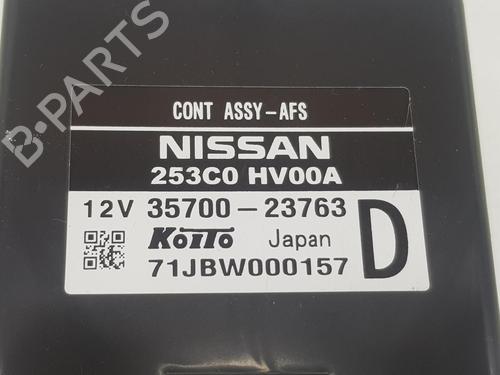 B-PARTS
CONT ASSY-AFS
NISSAN
253C0 HV00A
12V 35700-23763
KOITO Japan D
71JBW000157